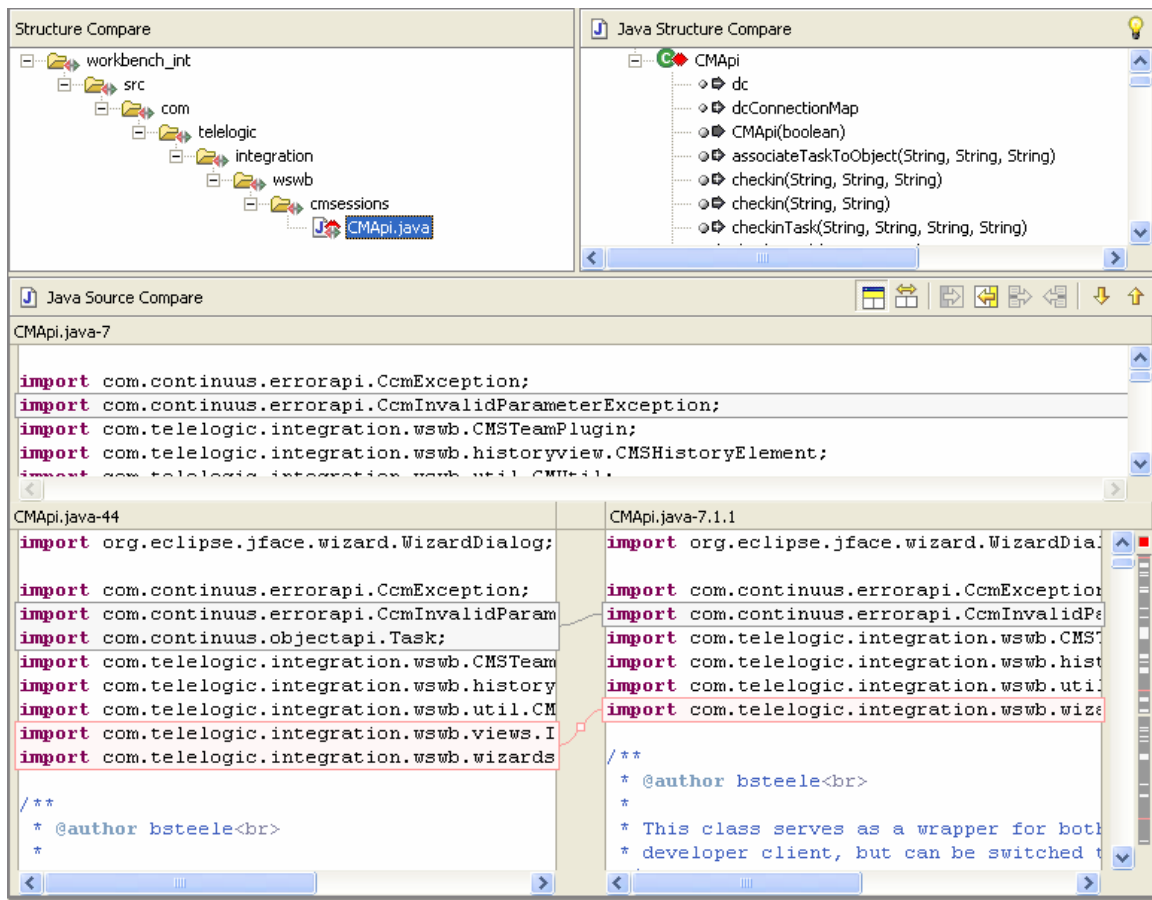 Structure Compare
workbench_int
src
com
telelogic
integration
wswb
cmsessions
CMApi.java
Java Structure Compare
CMApi
dc
dcConnectionMap
CMApi(boolean)
associateTaskToObject(String, String, String)
checkin(String, String, String)
checkin(String, String)
checkinTask(String, String, String, String)
Java Source Compare
CMApi.java-7
import com.continuus.errorapi.CcmException;
import com.continuus.errorapi.CcmInvalidParameterException;
import com.telelogic.integration.wswb.CMSTeamPlugin;
import com.telelogic.integration.wswb.historyview.CMSHistoryElement;
import com.telelogic.integration.wswb.util.CMUtil;
CMApi.java-44
import org.eclipse.jface.wizard.WizardDialog;
import com.continuus.errorapi.CcmException;
import com.continuus.errorapi.CcmInvalidParam
import com.continuus.objectapi.Task;
import com.telelogic.integration.wswb.CMSTeam
import com.telelogic.integration.wswb.history
import com.telelogic.integration.wswb.util.CM
import com.telelogic.integration.wswb.views.I
import com.telelogic.integration.wswb.wizards
/**
* @author bsteele<br>
*
CMApi.java-7.1.1
import org.eclipse.jface.wizard.WizardDial
import com.continuus.errorapi.CcmException
import com.continuus.errorapi.CcmInvalidPa
import com.telelogic.integration.wswb.CMST
import com.telelogic.integration.wswb.hist
import com.telelogic.integration.wswb.util
import com.telelogic.integration.wswb.wiza
/**
* @author bsteele<br>
*
* This class serves as a wrapper for both
* developer client, but can be switched t